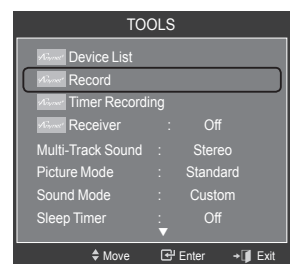 TOOLS
Device List
Record
Timer Recording
Receiver : Off
Multi-Track Sound : Stereo
Picture Mode : Standard
Sound Mode : Custom
Sleep Timer : Off
Move Enter Exit